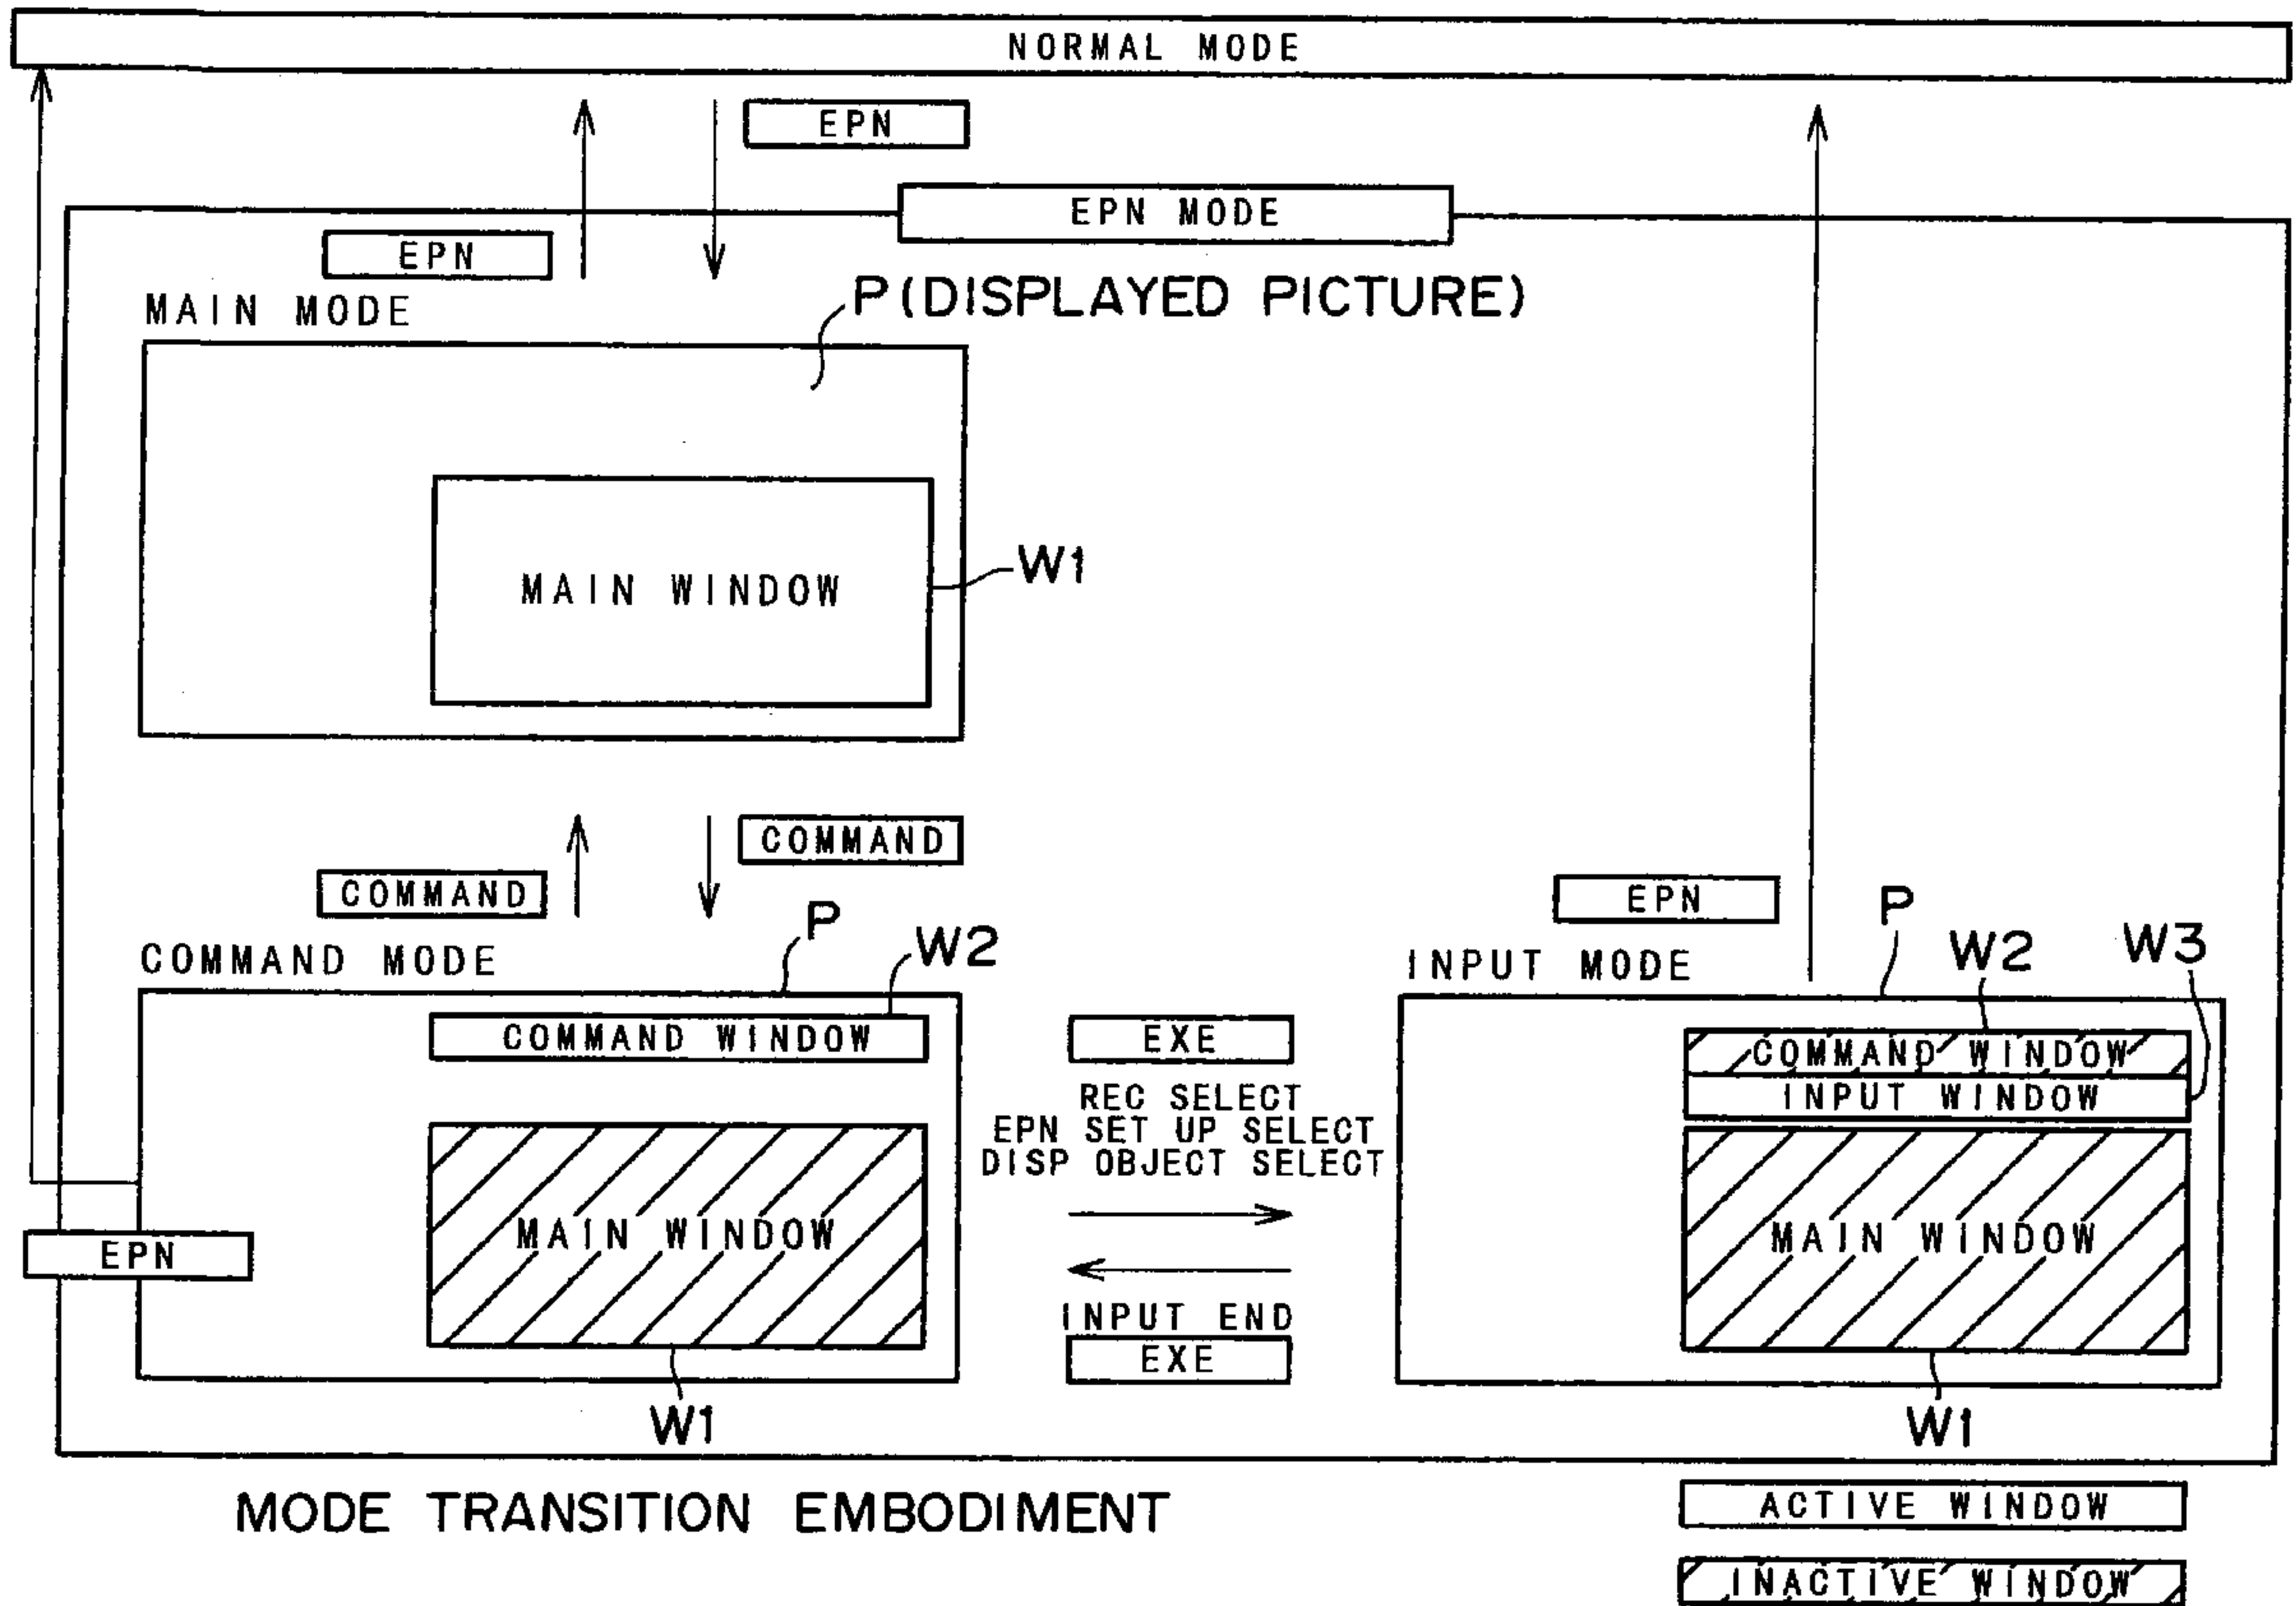 NORMAL MODE
EPN
EPN MODE
EPN
MAIN MODE
P (DISPLAYED PICTURE)
MAIN WINDOW
W1
COMMAND
COMMAND
COMMAND MODE
P
W2
COMMAND WINDOW
MAIN WINDOW
W1
EPN
EXE
REC SELECT
EPN SET UP SELECT
DISP OBJECT SELECT
INPUT END
EXE
EPN
INPUT MODE
P
W2
W3
COMMAND WINDOW
INPUT WINDOW
MAIN WINDOW
W1
MODE TRANSITION EMBODIMENT
ACTIVE WINDOW
INACTIVE WINDOW